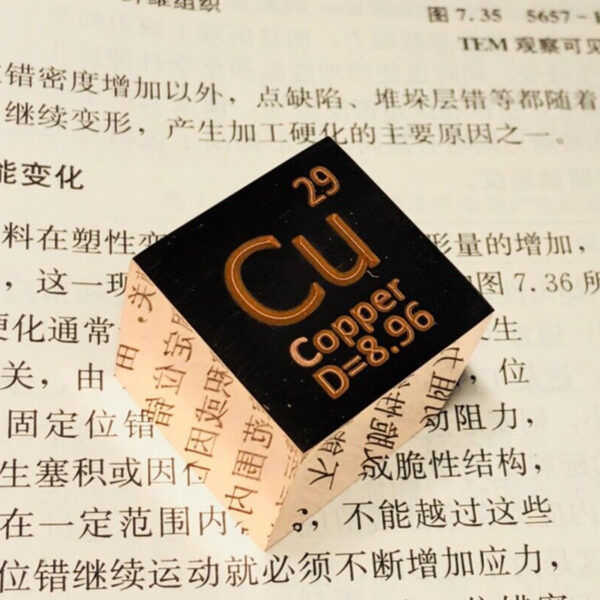 图 7.35 5657-
TEM 观察可见
错密度增加以外，点缺陷、堆垛层错等都随着
继续变形，产生加工硬化的主要原因之一。
能变化
料在塑性变 形量的增加，
，这一现 图 7.36 所
硬化通常 生
关，由 ，位
固定位错 动阻力，
生塞积或因 成脆性结构，
在一定范围内 ，不能越过这些
位错继续运动就必须不断增加应力，
29
Cu
Copper
D=8.96